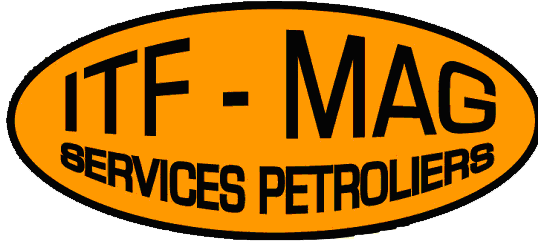 ITF - MAG
SERVICES PETROLIERS